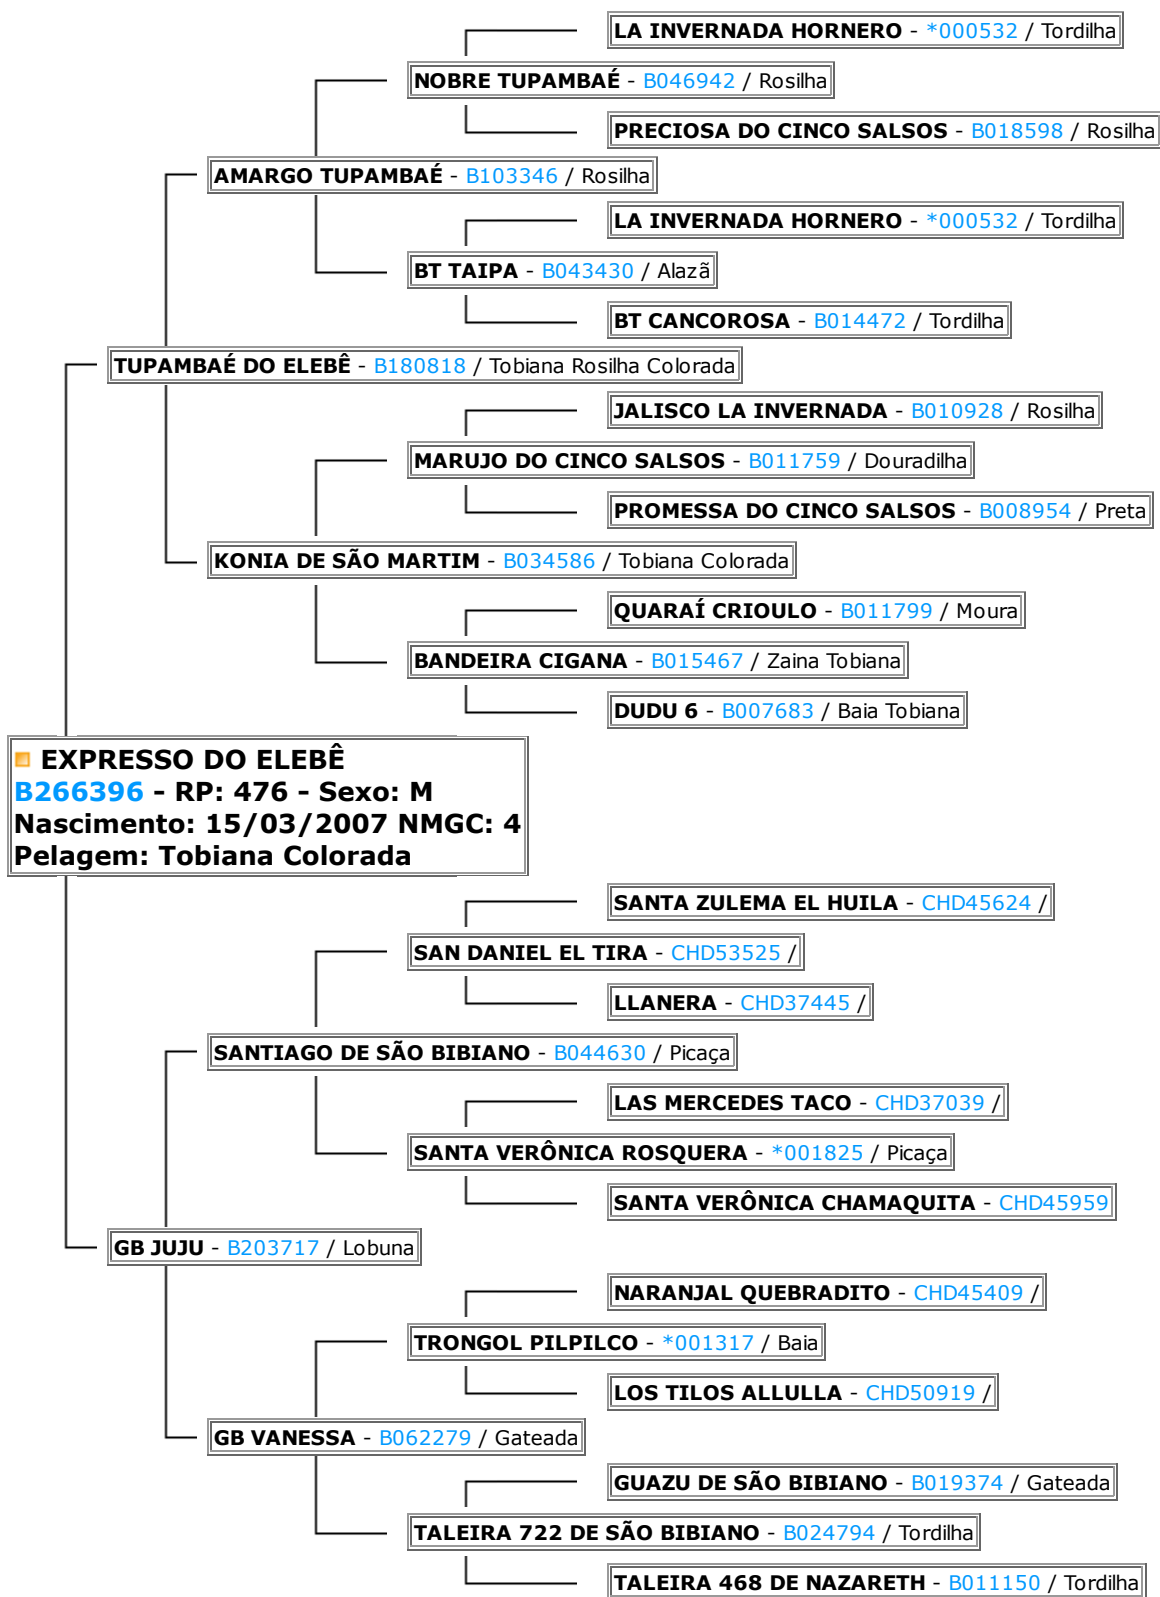 LA INVERNADA HORNERO - *000532 / Tordilha
NOBRE TUPAMBAÉ - B046942 / Rosilha
PRECIOSA DO CINCO SALSOS - B018598 / Rosilha
AMARGO TUPAMBAÉ - B103346 / Rosilha
LA INVERNADA HORNERO - *000532 / Tordilha
BT TAIPA - B043430 / Alazã
BT CANCOROSA - B014472 / Tordilha
TUPAMBAÉ DO ELEBÊ - B180818 / Tobiana Rosilha Colorada
JALISCO LA INVERNADA - B010928 / Rosilha
MARUJO DO CINCO SALSOS - B011759 / Douradilha
PROMESSA DO CINCO SALSOS - B008954 / Preta
KONIA DE SÃO MARTIM - B034586 / Tobiana Colorada
QUARAÍ CRIOULO - B011799 / Moura
BANDEIRA CIGANA - B015467 / Zaina Tobiana
DUDU 6 - B007683 / Baia Tobiana
EXPRESSO DO ELEBÊ
B266396 - RP: 476 - Sexo: M
Nascimento: 15/03/2007 NMGC: 4
Pelagem: Tobiana Colorada
SANTA ZULEMA EL HUILA - CHD45624 /
SAN DANIEL EL TIRA - CHD53525 /
LLANERA - CHD37445 /
SANTIAGO DE SÃO BIBIANO - B044630 / Picaça
LAS MERCEDES TACO - CHD37039 /
SANTA VERÔNICA ROSQUERA - *001825 / Picaça
SANTA VERÔNICA CHAMAQUITA - CHD45959
GB JUJU - B203717 / Lobuna
NARANJAL QUEBRADITO - CHD45409 /
TRONGOL PILPILCO - *001317 / Baia
LOS TILOS ALLULLA - CHD50919 /
GB VANESSA - B062279 / Gateada
GUAZU DE SÃO BIBIANO - B019374 / Gateada
TALEIRA 722 DE SÃO BIBIANO - B024794 / Tordilha
TALEIRA 468 DE NAZARETH - B011150 / Tordilha